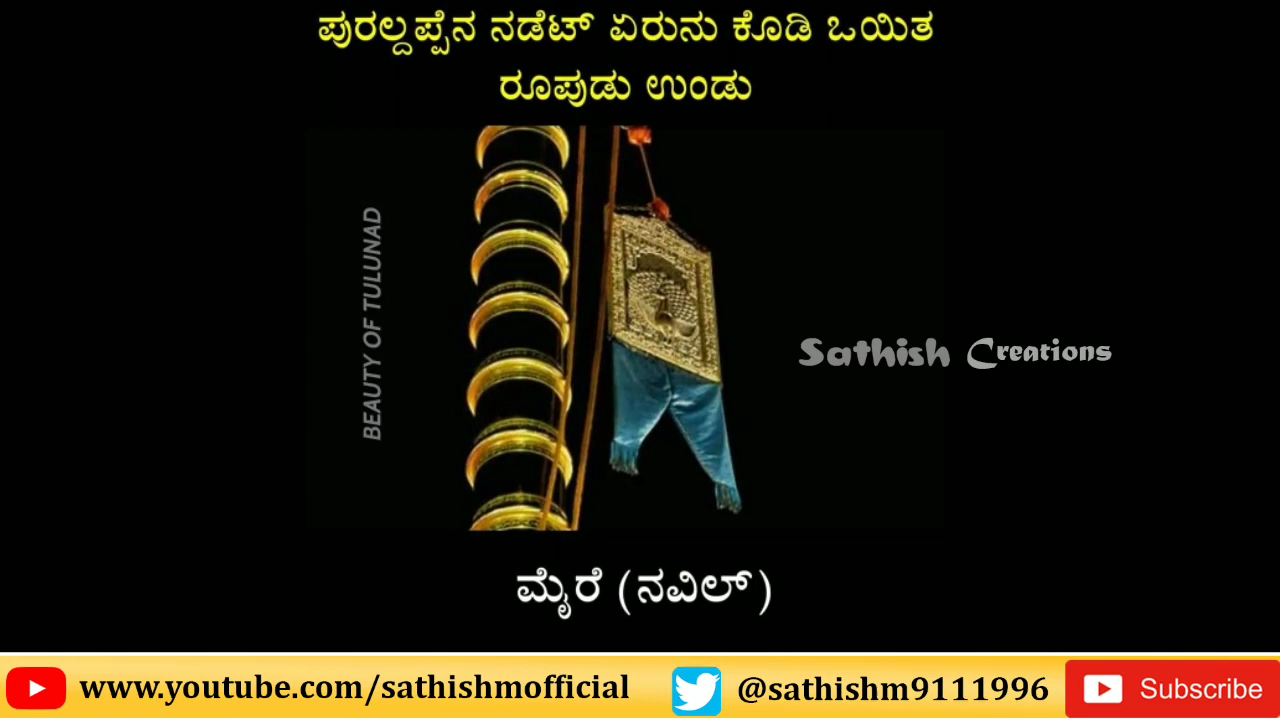 ಪುರಲ್ದಪ್ಪೆನ ನಡೆಟ್ ಏರುನು ಕೊಡಿ ಒಯಿತ
ರೂಪುಡು ಉಂಡು
BEAUTY OF TULUNAD
Sathish Creations
ಮೈರೆ (ನವಿಲ್)
www.youtube.com/sathishmofficial
@sathishm9111996
Subscribe